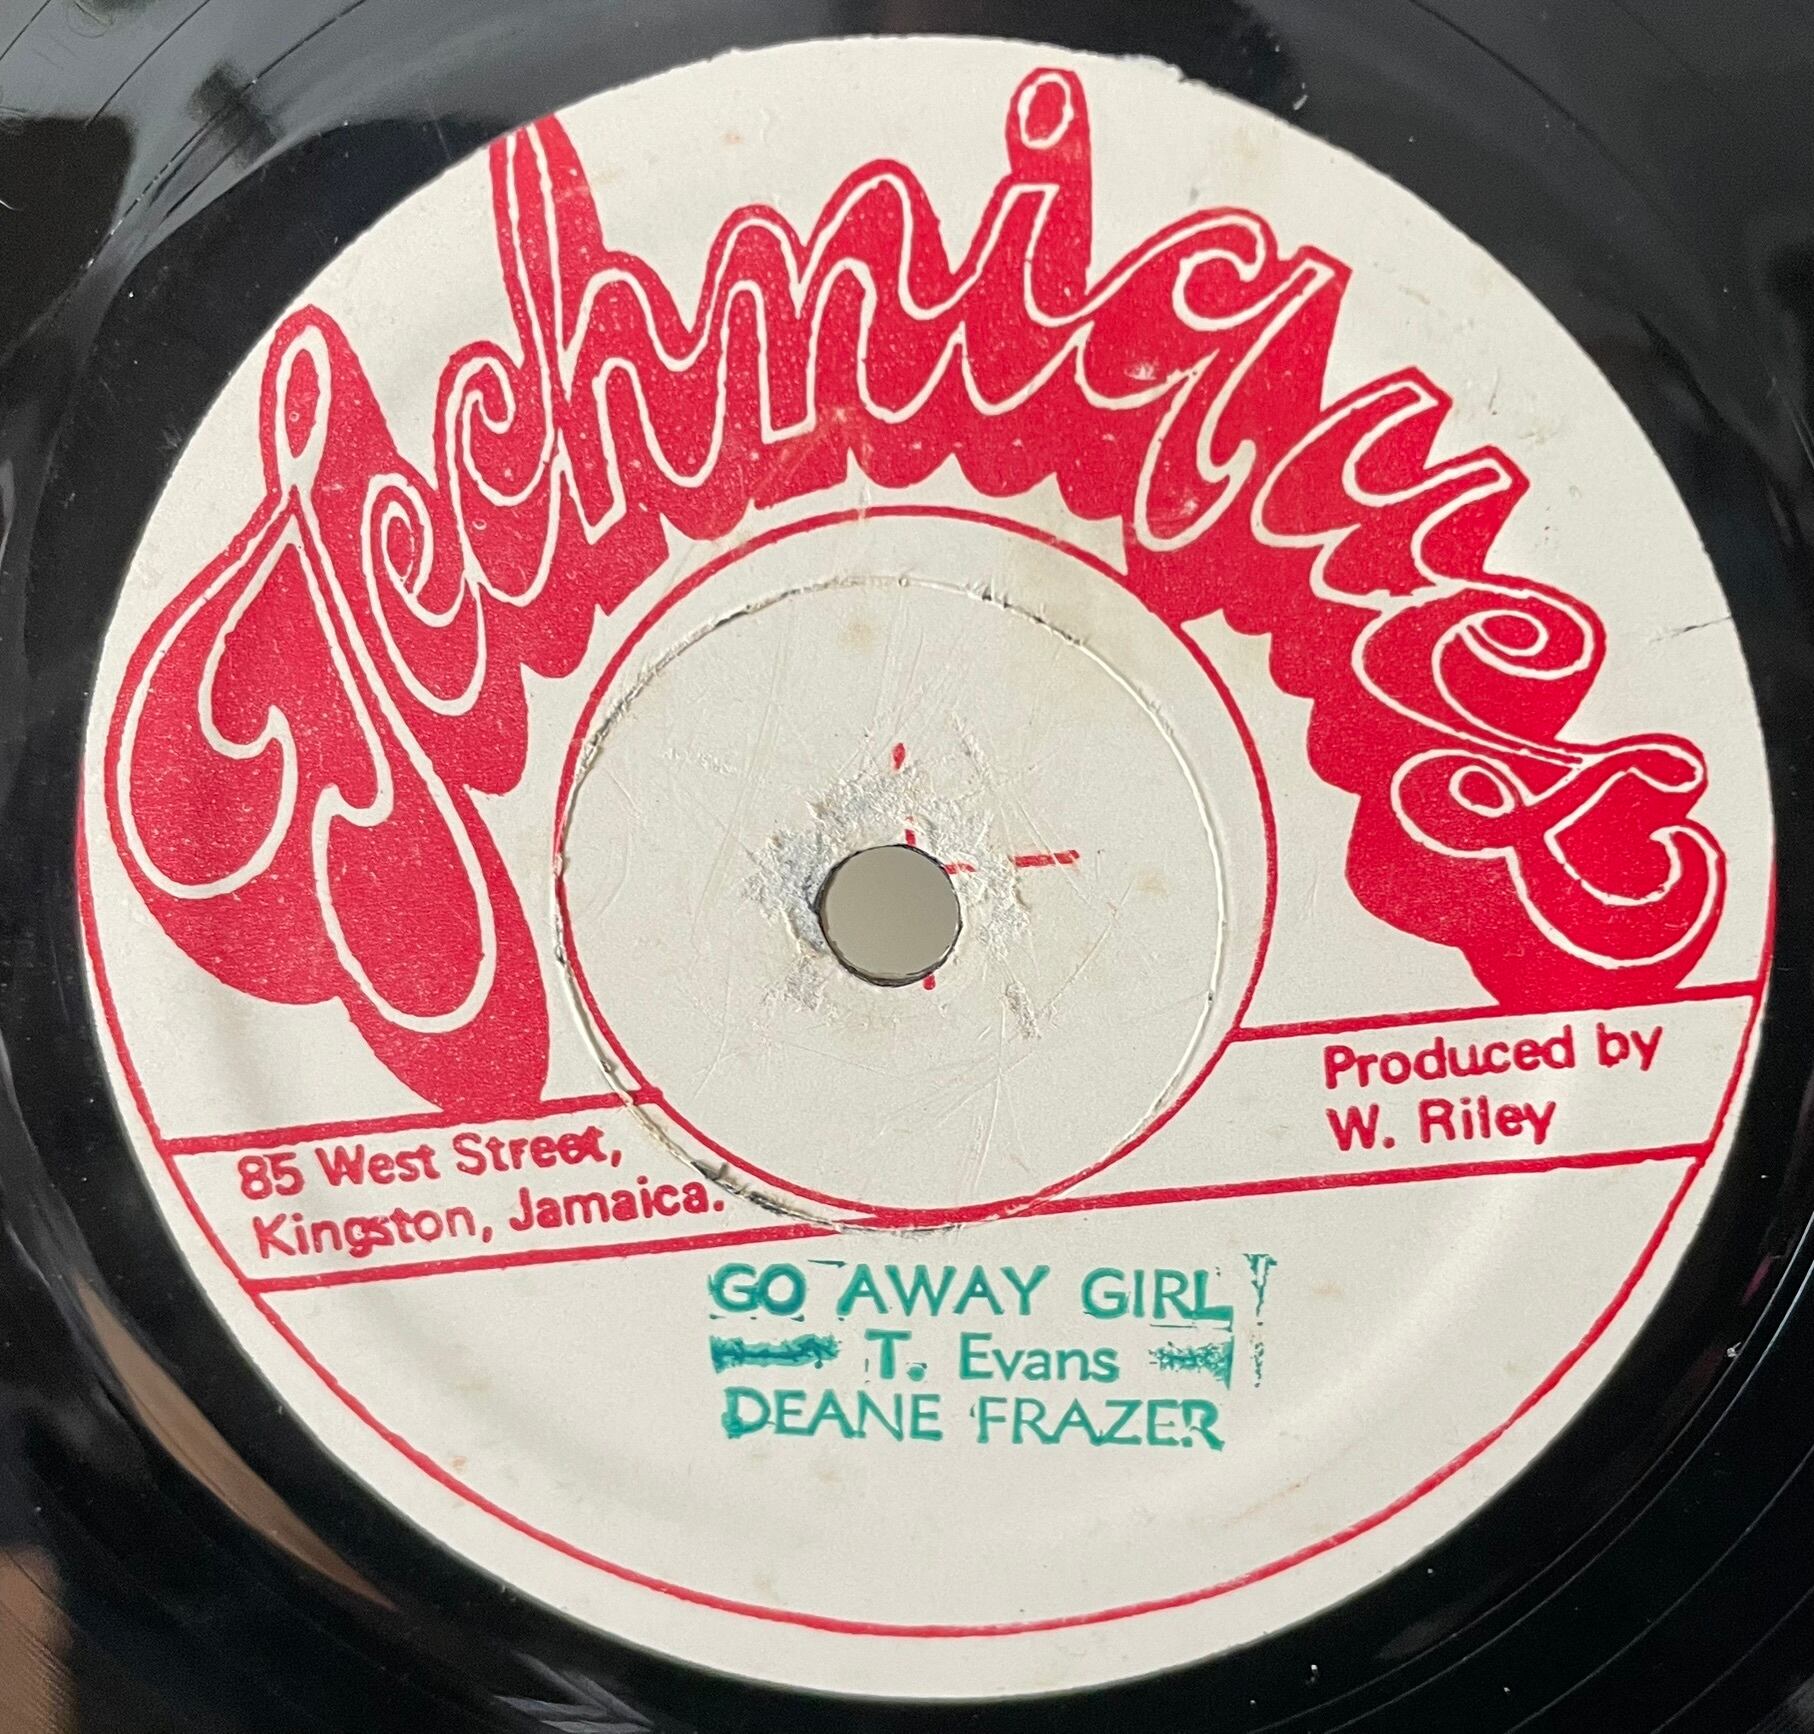 Techniques
Produced by
W. Riley
85 West Street,
Kingston, Jamaica.
GO AWAY GIRL
T. Evans
DEANE FRAZER